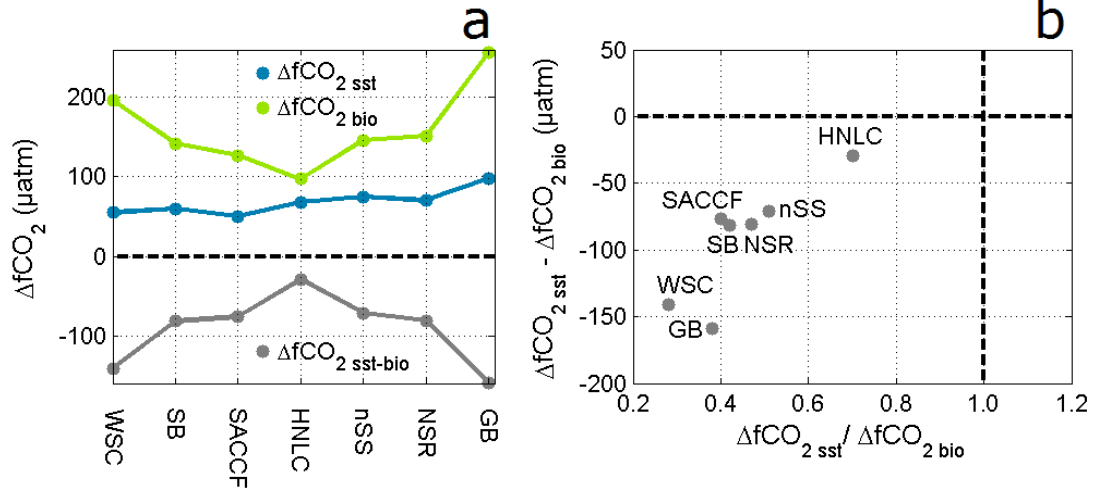 a
ΔfCO2 (µatm)
200
100
0
-100
ΔfCO2 sst
ΔfCO2 bio
ΔfCO2 sst-bio
WSC
SB
SACCF
HNLC
nSS
NSR
GB
b
ΔfCO2 sst - ΔfCO2 bio (µatm)
50
0
-50
-100
-150
-200
HNLC
SACCF
nSS
SB NSR
WSC
GB
0.2 0.4 0.6 0.8 1.0 1.2
ΔfCO2 sst/ ΔfCO2 bio